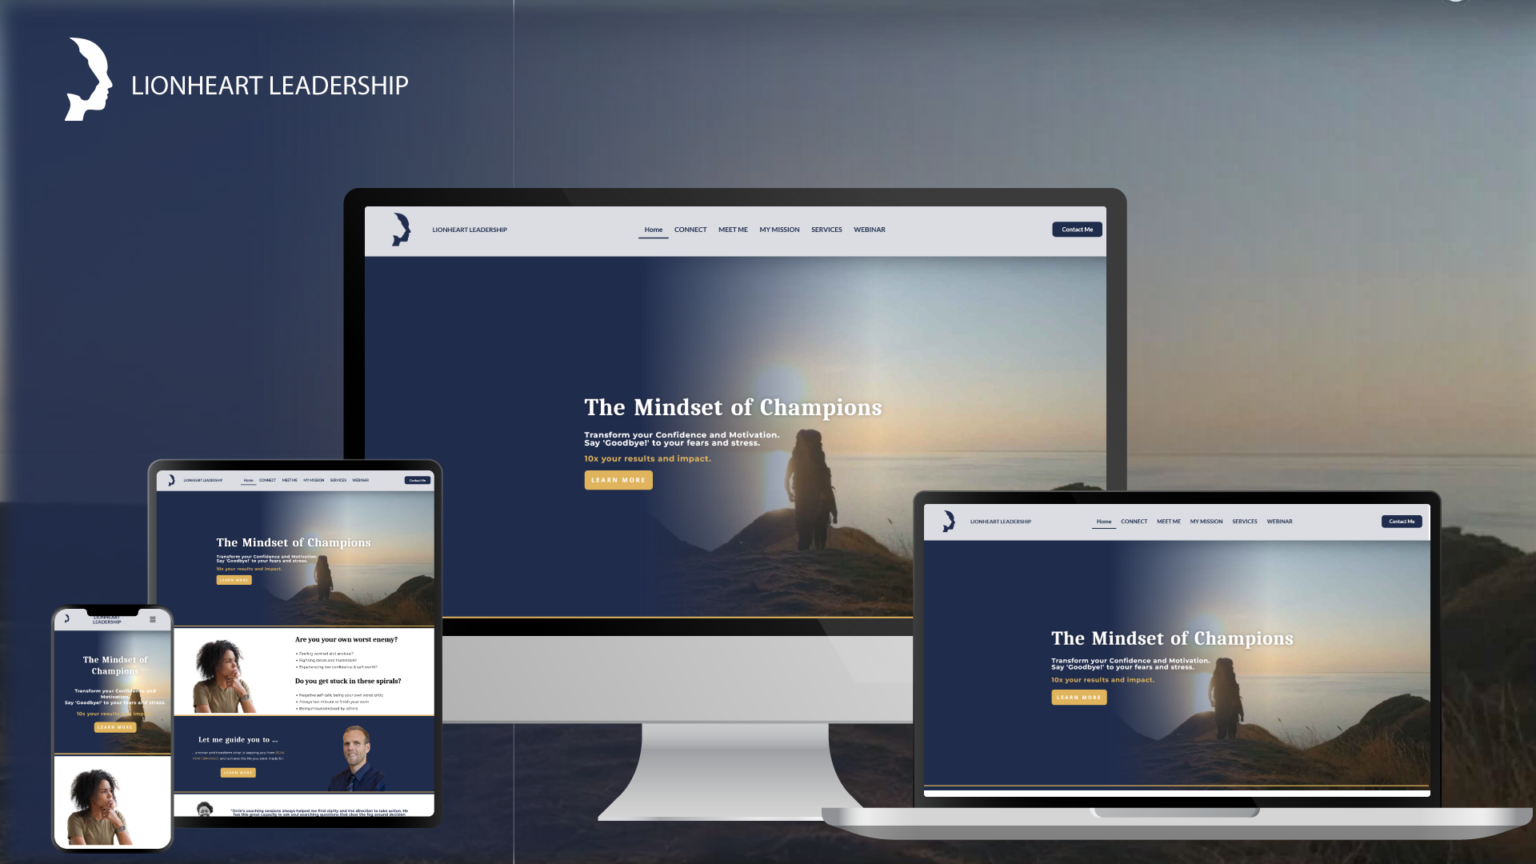 LIONHEART LEADERSHIP
LIONHEART LEADERSHIP
Home CONNECT MEET ME MY MISSION SERVICES WEBINAR
Contact Me
The Mindset of Champions
Transform your Confidence and Motivation.
Say 'Goodbye!' to your fears and stress.
10x your results and impact.
LEARN MORE
LIONHEART LEADERSHIP
Home CONNECT MEET ME MY MISSION SERVICES WEBINAR
Contact Me
The Mindset of Champions
Transform your Confidence and Motivation.
Say 'Goodbye!' to your fears and stress.
10x your results and impact.
LEARN MORE
Are you your own worst enemy?
Do you get stuck in these spirals?
Let me guide you to ...
LEARN MORE
LIONHEART LEADERSHIP
Home CONNECT MEET ME MY MISSION SERVICES WEBINAR
Contact Me
The Mindset of Champions
Transform your Confidence and Motivation.
Say 'Goodbye!' to your fears and stress.
10x your results and impact.
LEARN MORE
LEADERSHIP
The Mindset of
Champions
Transform your Confidence and
Motivation.
Say 'Goodbye!' to your fears and stress.
10x your results and
LEARN MORE